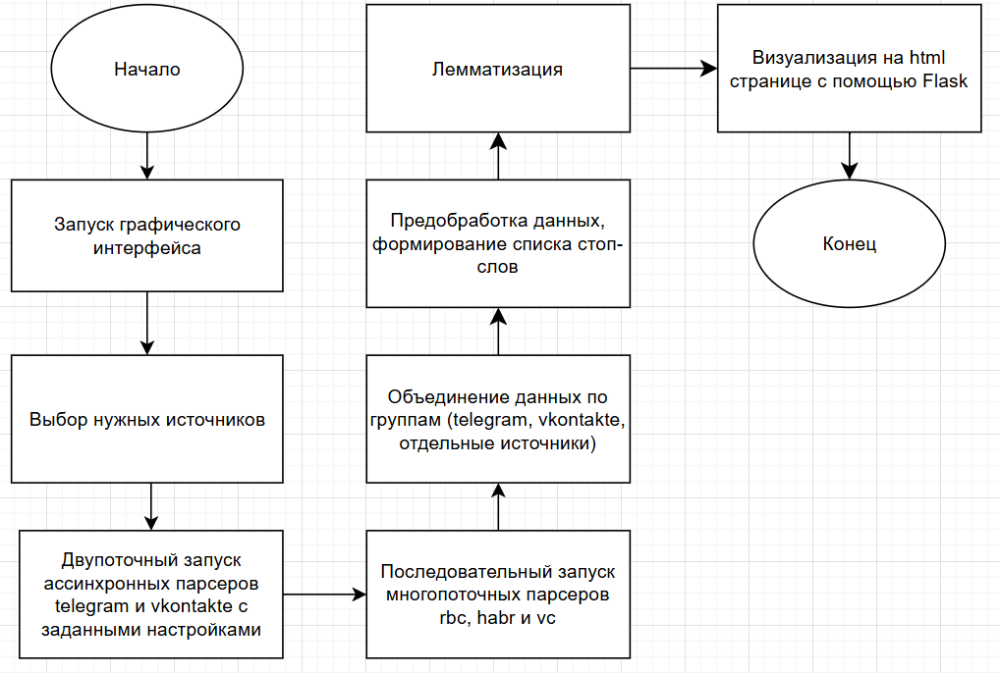 Начало
Запуск графического
интерфейса
Выбор нужных источников
Двупоточный запуск
ассинхронных парсеров
telegram и vkontakte с
заданными настройками
Последовательный запуск
многопоточных парсеров
rbc, habr и vc
Объединение данных по
группам (telegram, vkontakte,
отдельные источники)
Предобработка данных,
формирование списка стоп-
слов
Лемматизация
Визуализация на html
странице с помощью Flask
Конец